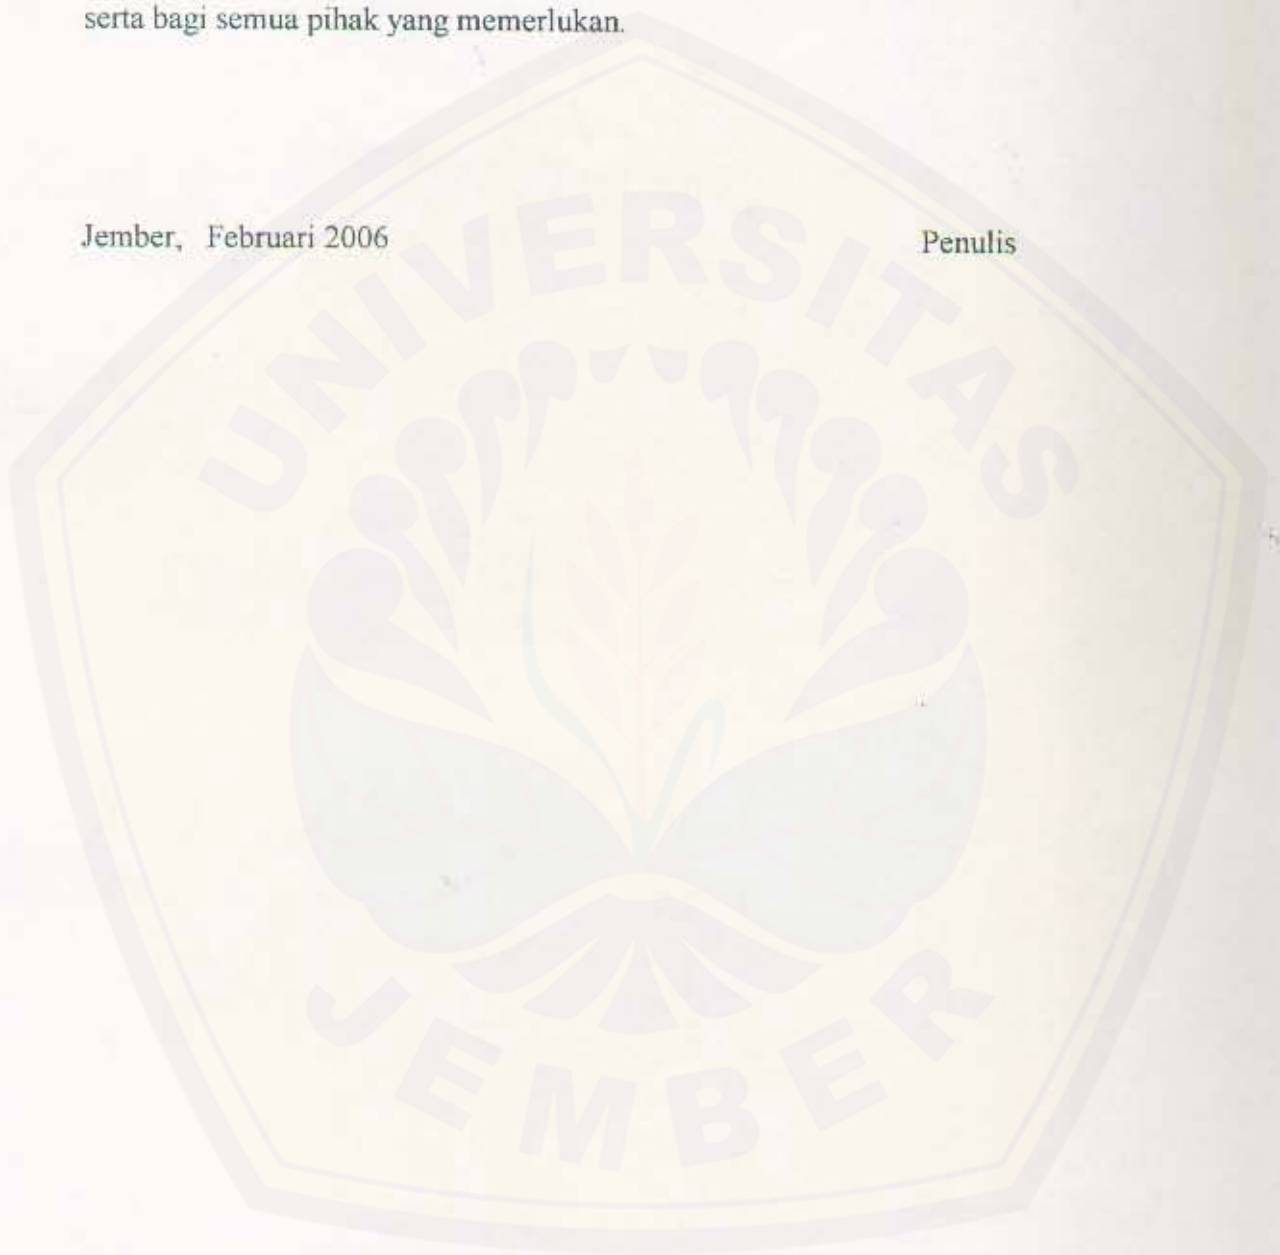 serta bagi semua pihak yang memerlukan.
Jember, Februari 2006
Penulis
UNIVERSITAS
JEMBER